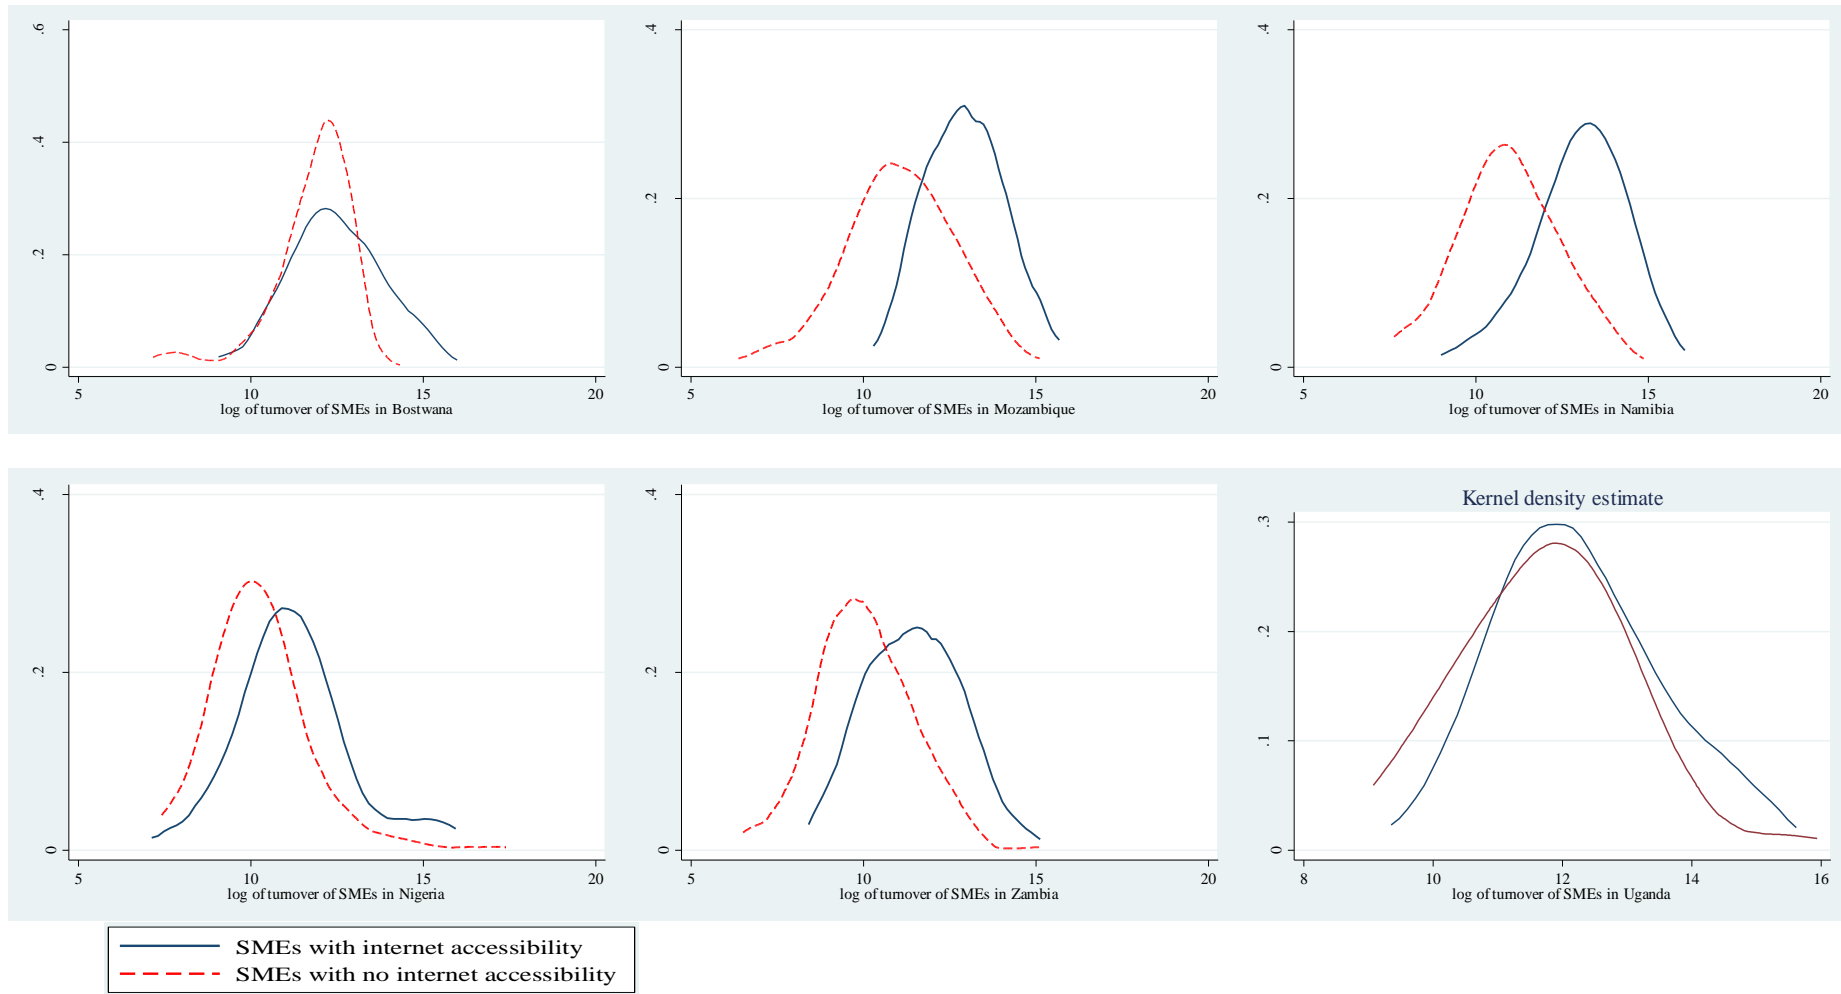 .6
.4
.2
0
5 10 15 20
log of turnover of SMEs in Bostwana
.4
.2
0
5 10 15 20
log of turnover of SMEs in Mozambique
.4
.2
0
5 10 15 20
log of turnover of SMEs in Namibia
.4
.2
0
5 10 15 20
log of turnover of SMEs in Nigeria
.4
.2
0
5 10 15 20
log of turnover of SMEs in Zambia
Kernel density estimate
.3
.2
.1
0
8 10 12 14 16
log of turnover of SMEs in Uganda
SMEs with internet accessibility
SMEs with no internet accessibility